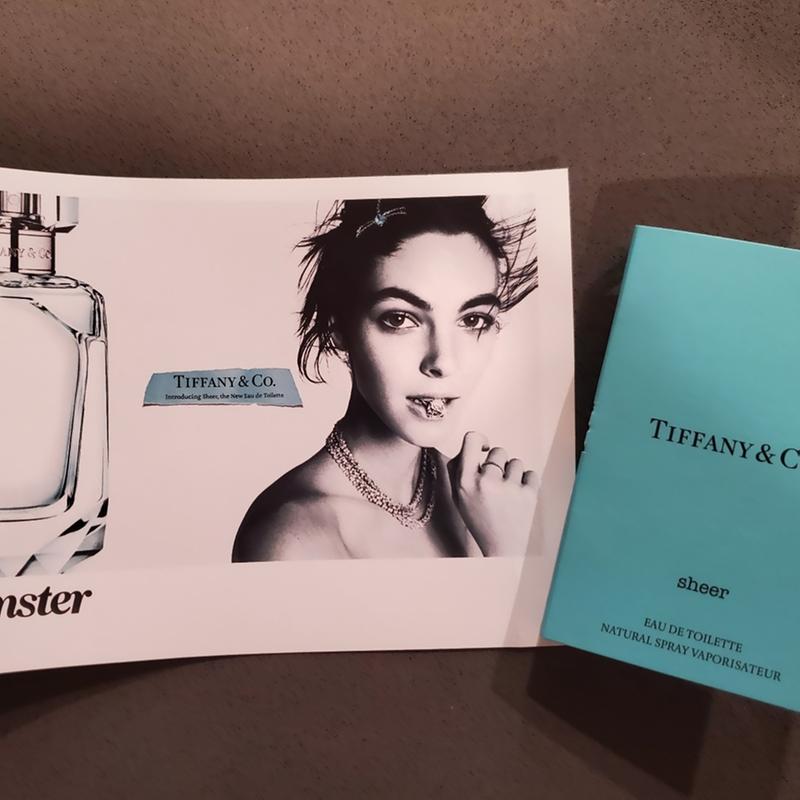 TIFFANY & CO.
Introducing Sheer, the New Eau de Toilette
nster
TIFFANY & C
sheer
EAU DE TOILETTE
NATURAL SPRAY VAPORISATEUR